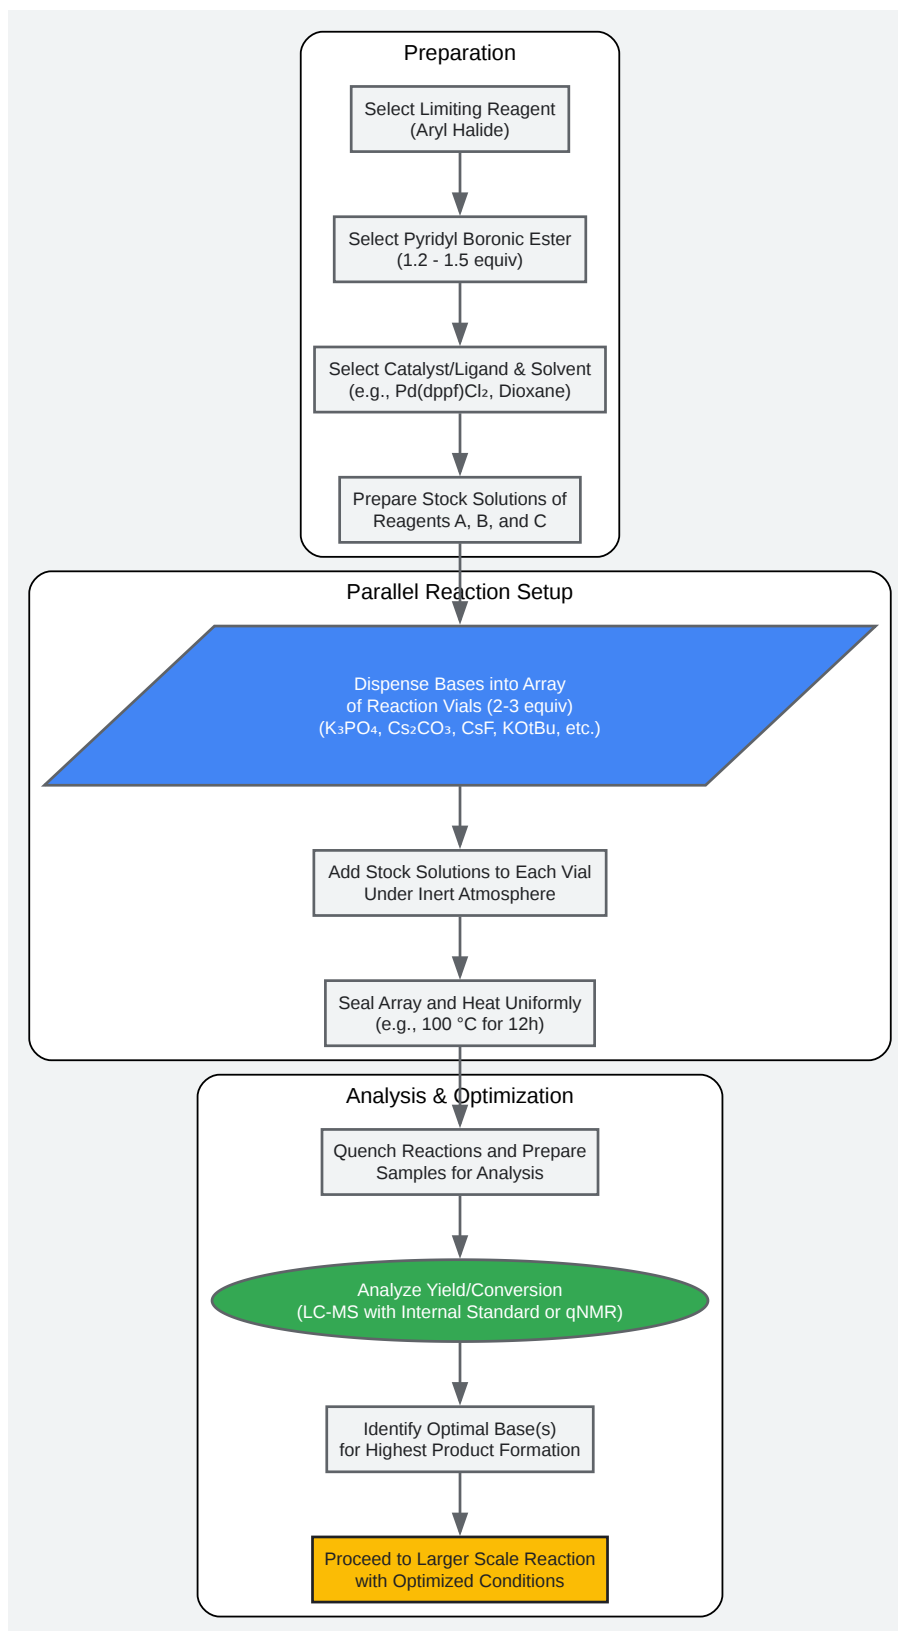 Preparation
Select Limiting Reagent
(Aryl Halide)
Select Pyridyl Boronic Ester
(1.2 - 1.5 equiv)
Select Catalyst/Ligand & Solvent
(e.g., Pd(dppf)Cl₂, Dioxane)
Prepare Stock Solutions of
Reagents A, B, and C
Parallel Reaction Setup
Dispense Bases into Array
of Reaction Vials (2-3 equiv)
(K₃PO₄, Cs₂CO₃, CsF, KOtBu, etc.)
Add Stock Solutions to Each Vial
Under Inert Atmosphere
Seal Array and Heat Uniformly
(e.g., 100 °C for 12h)
Analysis & Optimization
Quench Reactions and Prepare
Samples for Analysis
Analyze Yield/Conversion
(LC-MS with Internal Standard or qNMR)
Identify Optimal Base(s)
for Highest Product Formation
Proceed to Larger Scale Reaction
with Optimized Conditions